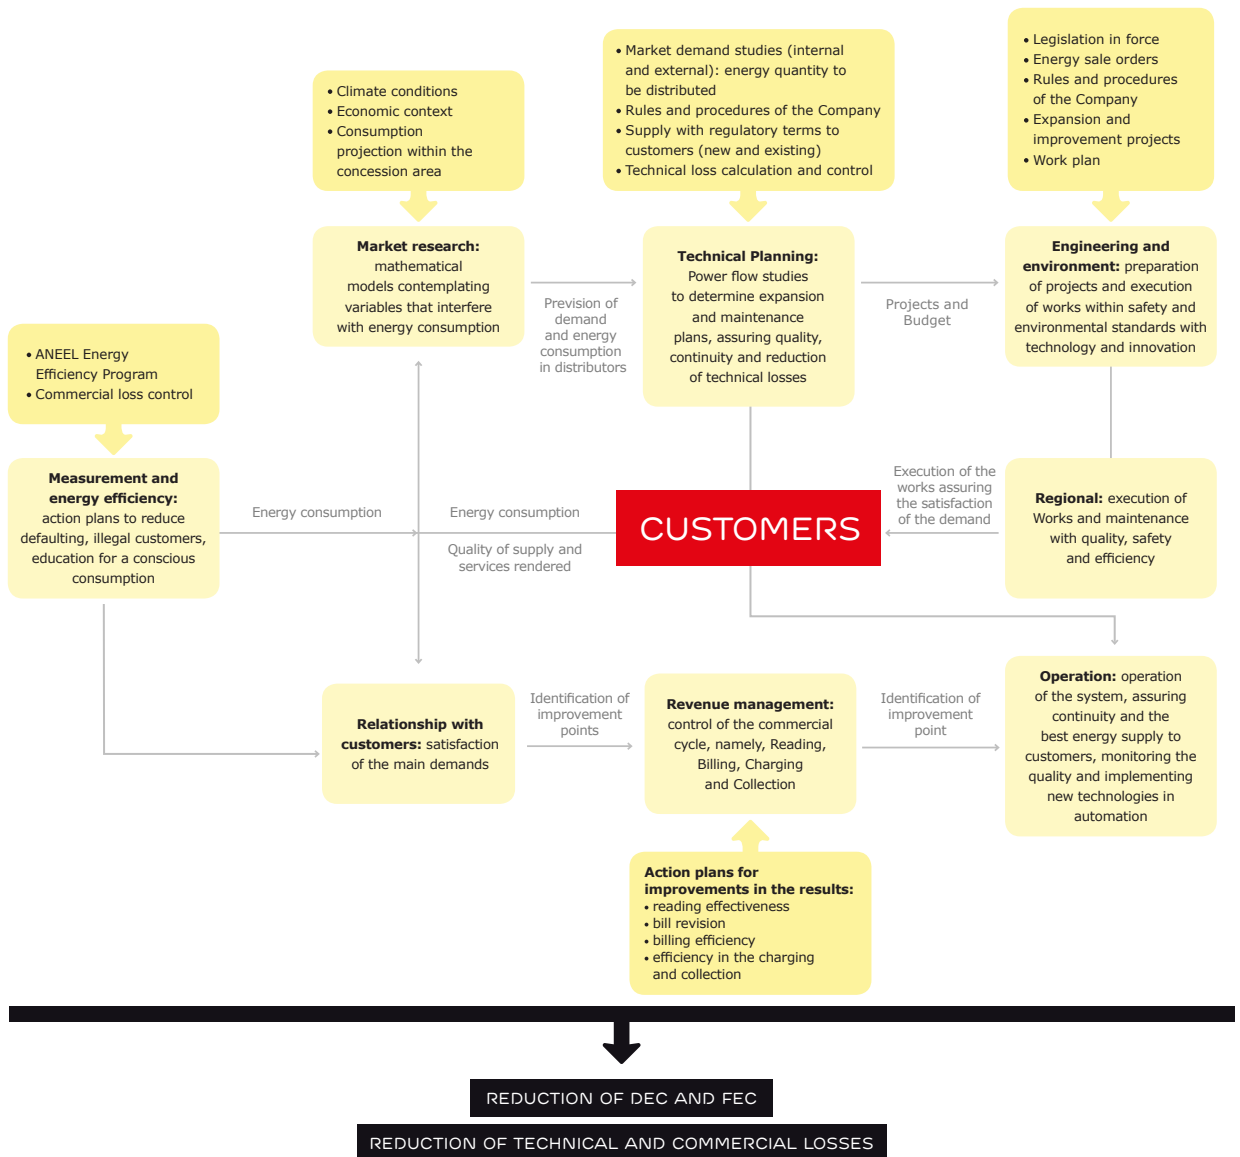 • Climate conditions
• Economic context
• Consumption
projection within the
concession area
• Market demand studies (internal
and external): energy quantity to
be distributed
• Rules and procedures of the Company
• Supply with regulatory terms to
customers (new and existing)
• Technical loss calculation and control
• Legislation in force
• Energy sale orders
• Rules and procedures
of the Company
• Expansion and
improvement projects
• Work plan
Market research:
mathematical
models contemplating
variables that interfere
with energy consumption
Prevision of
demand
and energy
consumption
in distributors
Technical Planning:
Power flow studies
to determine expansion
and maintenance
plans, assuring quality,
continuity and reduction
of technical losses
Projects and
Budget
Engineering and
environment: preparation
of projects and execution
of works within safety and
environmental standards with
technology and innovation
• ANEEL Energy
Efficiency Program
• Commercial loss control
Measurement and
energy efficiency:
action plans to reduce
defaulting, illegal customers,
education for a conscious
consumption
Energy consumption
Energy consumption
Quality of supply and
services rendered
CUSTOMERS
Execution of the
works assuring
the satisfaction
of the demand
Regional: execution of
Works and maintenance
with quality, safety
and efficiency
Relationship with
customers: satisfaction
of the main demands
Identification of
improvement
points
Revenue management:
control of the commercial
cycle, namely, Reading,
Billing, Charging
and Collection
Identification of
improvement
point
Operation: operation
of the system, assuring
continuity and the
best energy supply to
customers, monitoring the
quality and implementing
new technologies in
automation
Action plans for
improvements in the results:
• reading effectiveness
• bill revision
• billing efficiency
• efficiency in the charging
and collection
REDUCTION OF DEC AND FEC
REDUCTION OF TECHNICAL AND COMMERCIAL LOSSES